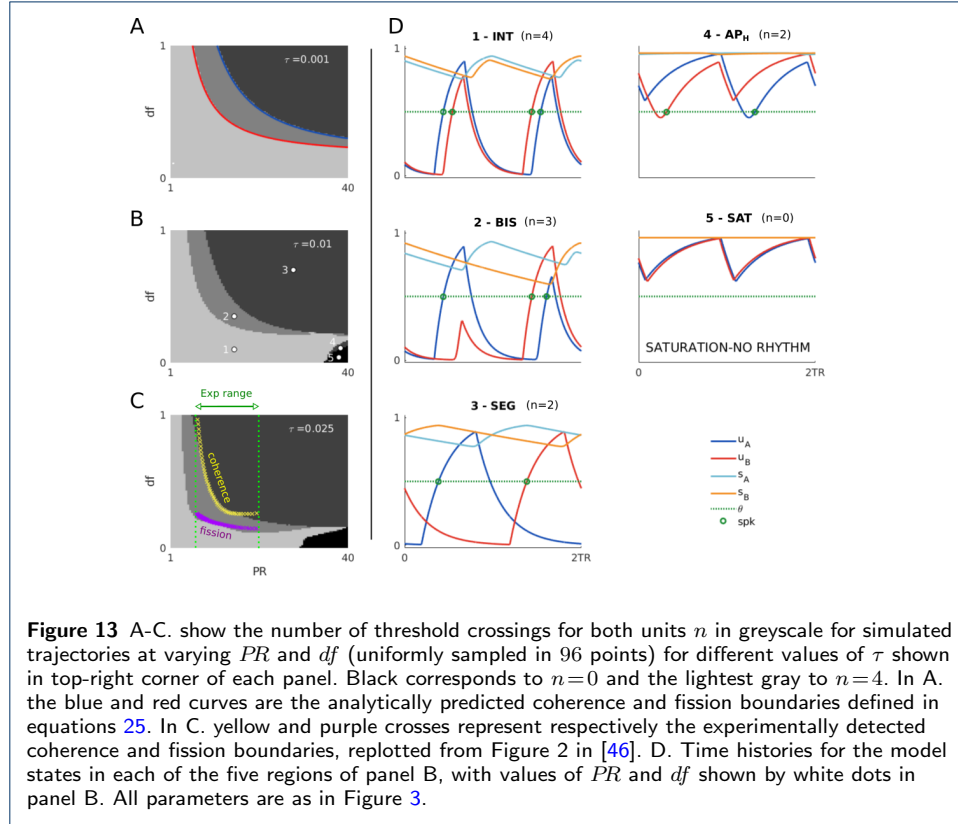 A
1
df
0
1
40
τ=0.001
B
1
df
0
τ=0.01
3
2
1
4
5
C
Exp range
1
df
0
1
40
PR
τ=0.025
coherence
fission
D
1 - INT (n=4)
1
0
2 - BIS (n=3)
1
0
3 - SEG (n=2)
1
0
0
2TR
4 - AP_H (n=2)
5 - SAT (n=0)
SATURATION-NO RHYTHM
0
2TR
u_A
u_B
s_A
s_B
θ
spk
Figure 13 A-C. show the number of threshold crossings for both units n in greyscale for simulated
trajectories at varying PR and df (uniformly sampled in 96 points) for different values of τ shown
in top-right corner of each panel. Black corresponds to n=0 and the lightest gray to n=4. In A.
the blue and red curves are the analytically predicted coherence and fission boundaries defined in
equations 25. In C. yellow and purple crosses represent respectively the experimentally detected
coherence and fission boundaries, replotted from Figure 2 in [46]. D. Time histories for the model
states in each of the five regions of panel B, with values of PR and df shown by white dots in
panel B. All parameters are as in Figure 3.